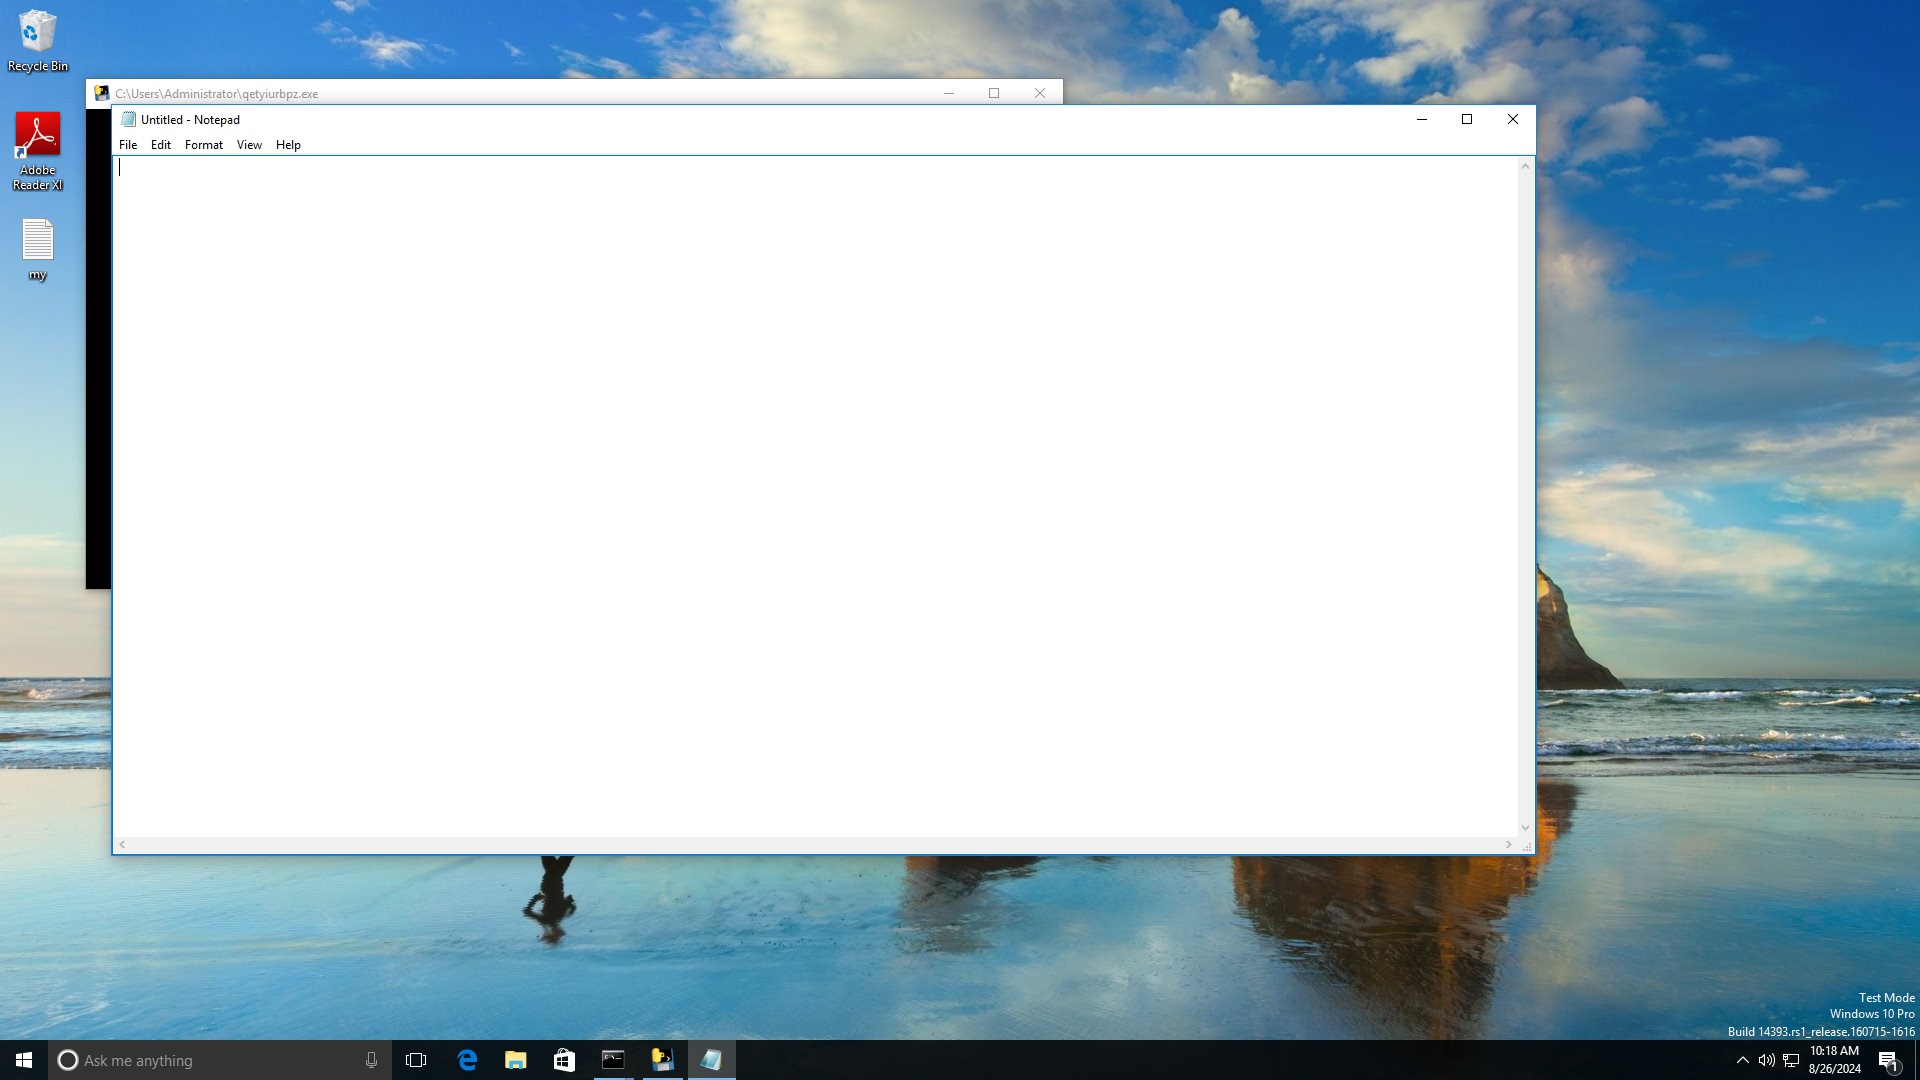 Recycle Bin
C:\Users\Administrator\qetyiurbpz.exe
Untitled - Notepad
File Edit Format View Help
Adobe
Reader XI
my
Test Mode
Windows 10 Pro
Build 14393.rs1_release.160715-1616
Ask me anything
10:18 AM
8/26/2024
1